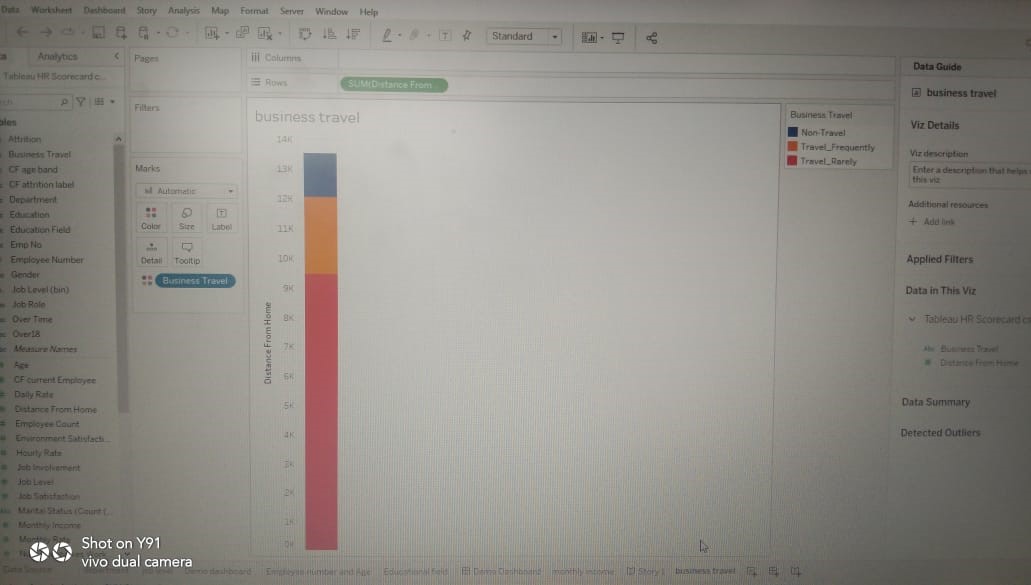 Data Worksheet Dashboard Story Analysis Map Format Server Window Help
Standard
Analytics
Pages
Columns
Data Guide
Tableau HR Scorecard c...
Rows
SUM(Distance From...
business travel
Filters
business travel
Business Travel
Non-Travel
Travel_Frequently
Travel_Rarely
Viz Details
Viz description
Enter a description that helps
this viz
Additional resources
Add link
Applied Filters
Data in This Viz
Tableau HR Scorecard c
Abc Business Travel
Distance From Home
Data Summary
Detected Outliers
Attrition
Business Travel
CF age band
CF attrition label
Department
Education
Education Field
Emp No
Employee Number
Gender
Job Level (bin)
Job Role
Over Time
Over18
Measure Names
Age
CF current Employee
Daily Rate
Distance From Home
Employee Count
Environment Satisfacti...
Hourly Rate
Job Involvement
Job Level
Job Satisfaction
Marital Status (Count (...
Monthly Income
Monthly Rate
Marks
Automatic
Color Size Label
Detail Tooltip
Business Travel
14K
13K
12K
11K
10K
9K
8K
7K
6K
5K
4K
3K
2K
1K
0K
Distance From Home
Shot on Y91
vivo dual camera
Data Source
Demo dashboard Employee number and Age Educational field Demo Dashboard monthly income Story 1 business travel